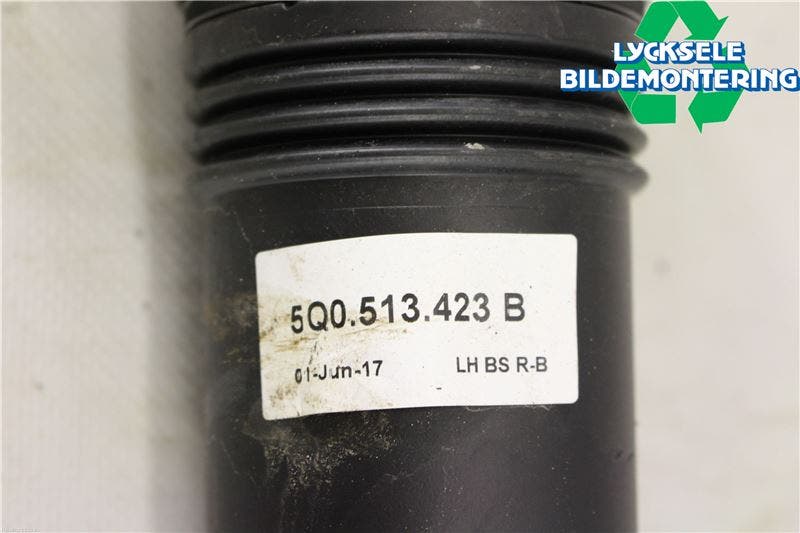 LYCKSELE
BILDEMONTERING
5Q0.513.423 B
01-Jun-17 LH BS R-B